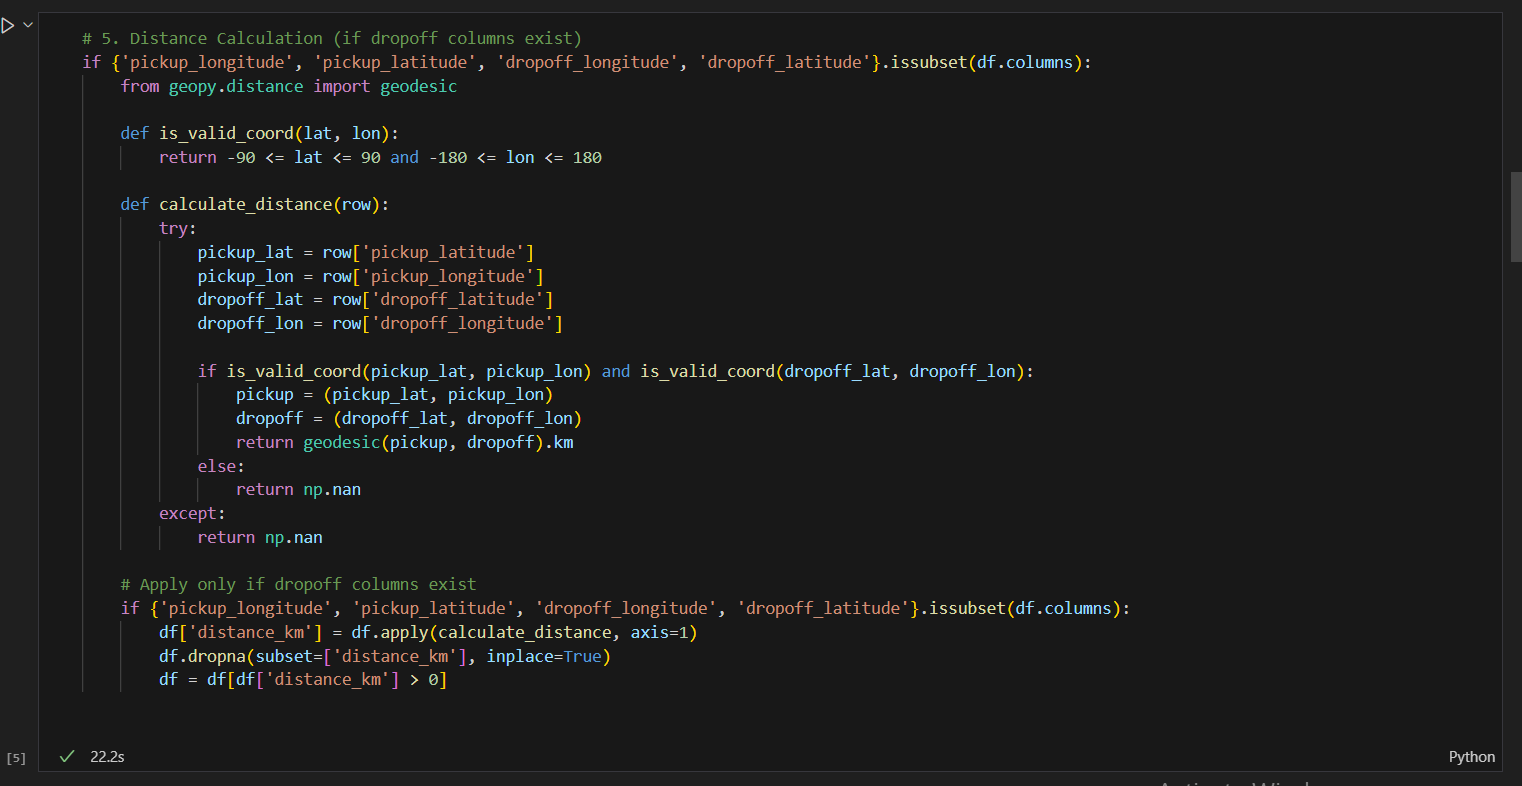 # 5. Distance Calculation (if dropoff columns exist)
if {'pickup_longitude', 'pickup_latitude', 'dropoff_longitude', 'dropoff_latitude'}.issubset(df.columns):
    from geopy.distance import geodesic

    def is_valid_coord(lat, lon):
        return -90 <= lat <= 90 and -180 <= lon <= 180

    def calculate_distance(row):
        try:
            pickup_lat = row['pickup_latitude']
            pickup_lon = row['pickup_longitude']
            dropoff_lat = row['dropoff_latitude']
            dropoff_lon = row['dropoff_longitude']

            if is_valid_coord(pickup_lat, pickup_lon) and is_valid_coord(dropoff_lat, dropoff_lon):
                pickup = (pickup_lat, pickup_lon)
                dropoff = (dropoff_lat, dropoff_lon)
                return geodesic(pickup, dropoff).km
            else:
                return np.nan
        except:
            return np.nan

    # Apply only if dropoff columns exist
    if {'pickup_longitude', 'pickup_latitude', 'dropoff_longitude', 'dropoff_latitude'}.issubset(df.columns):
        df['distance_km'] = df.apply(calculate_distance, axis=1)
        df.dropna(subset=['distance_km'], inplace=True)
        df = df[df['distance_km'] > 0]

[5] 22.2s Python